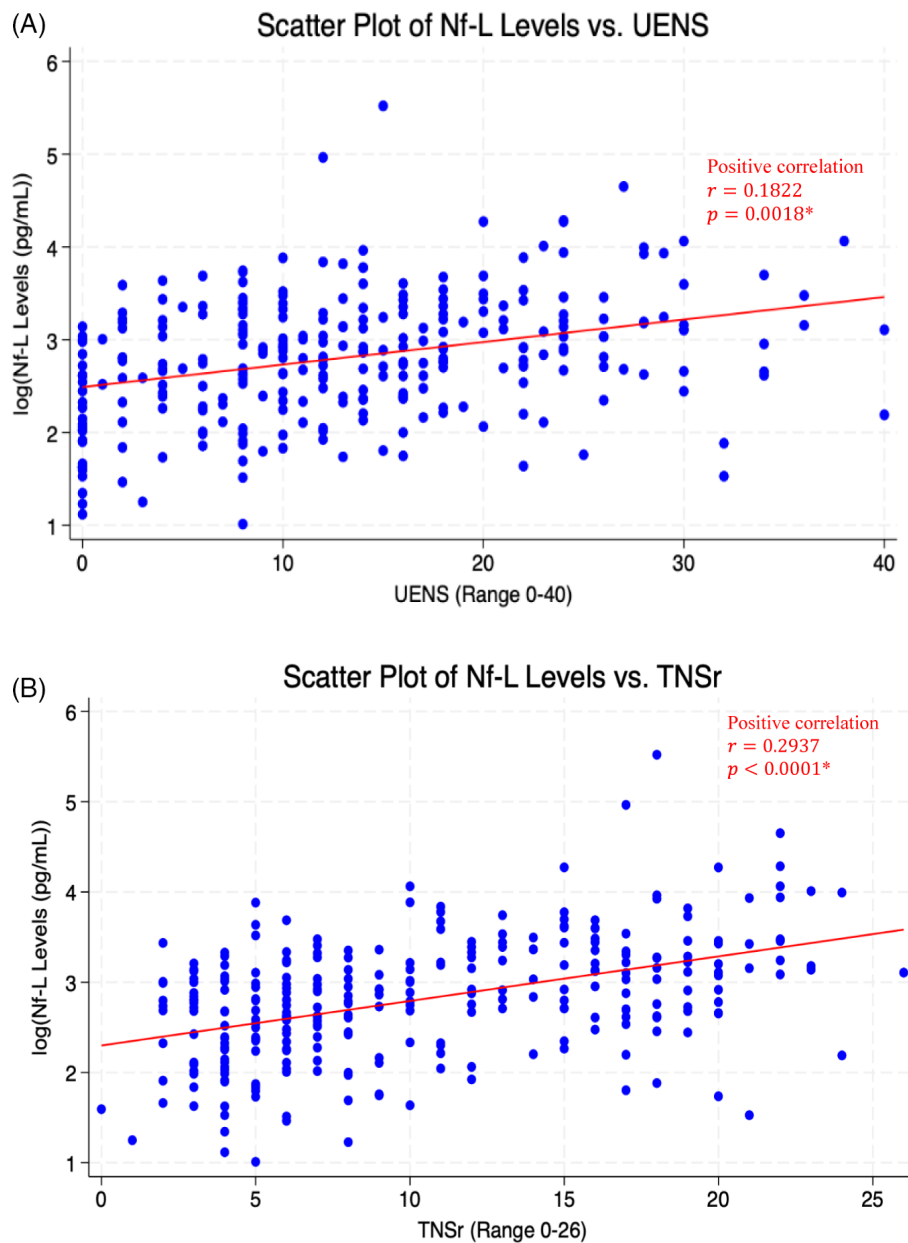 (A)
Scatter Plot of Nf-L Levels vs. UENS
6
5
4
3
2
1
log(Nf-L Levels (pg/mL))
Positive correlation
r = 0.1822
p = 0.0018*
0 10 20 30 40
UENS (Range 0-40)
(B)
Scatter Plot of Nf-L Levels vs. TNSr
6
5
4
3
2
1
log(Nf-L Levels (pg/mL))
Positive correlation
r = 0.2937
p < 0.0001*
0 5 10 15 20 25
TNSr (Range 0-26)